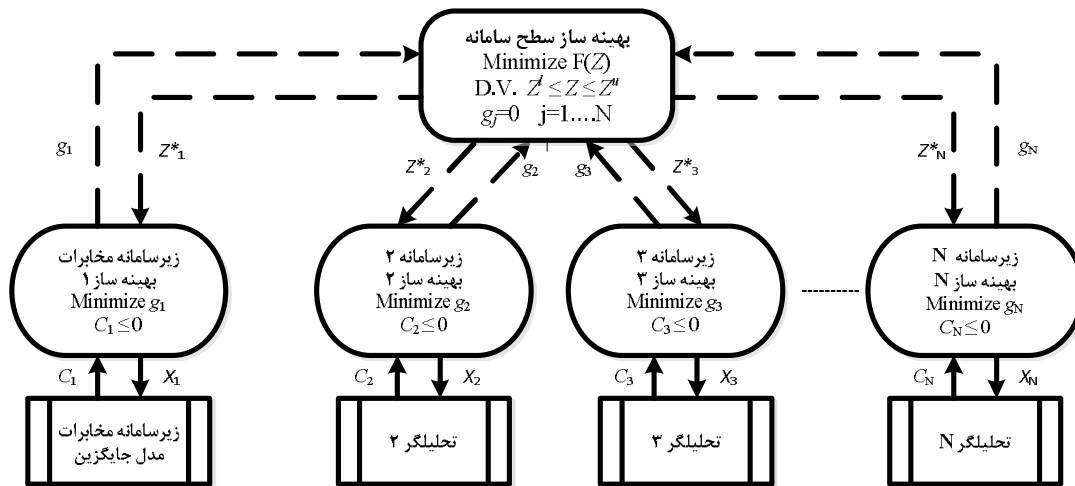 بهینه ساز سطح سامانه
Minimize F(Z)
D.V. Zˡ ≤ Z ≤ Zᵘ
gⱼ=0 j=1....N
g₁
Z*₁
Z*₂
g₂
g₃
Z*₃
Z*N
gN
زیرسامانه مخابرات
بهینه ساز ۱
Minimize g₁
C₁ ≤ 0
زیرسامانه ۲
بهینه ساز ۲
Minimize g₂
C₂ ≤ 0
زیرسامانه ۳
بهینه ساز ۳
Minimize g₃
C₃ ≤ 0
زیرسامانه N
بهینه ساز N
Minimize gN
CN ≤ 0
C₁
X₁
C₂
X₂
C₃
X₃
CN
XN
زیرسامانه مخابرات
مدل جایگزین
تحلیلگر ۲
تحلیلگر ۳
تحلیلگر N